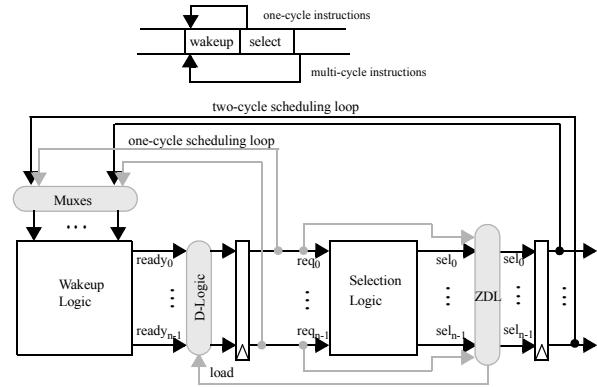 one-cycle instructions
wakeup select
multi-cycle instructions
two-cycle scheduling loop
one-cycle scheduling loop
Muxes
...
Wakeup
Logic
ready0
...
readyn-1
D-Logic
load
req0
...
reqn-1
Selection
Logic
sel0
...
seln-1
ZDL
sel0
...
seln-1
...